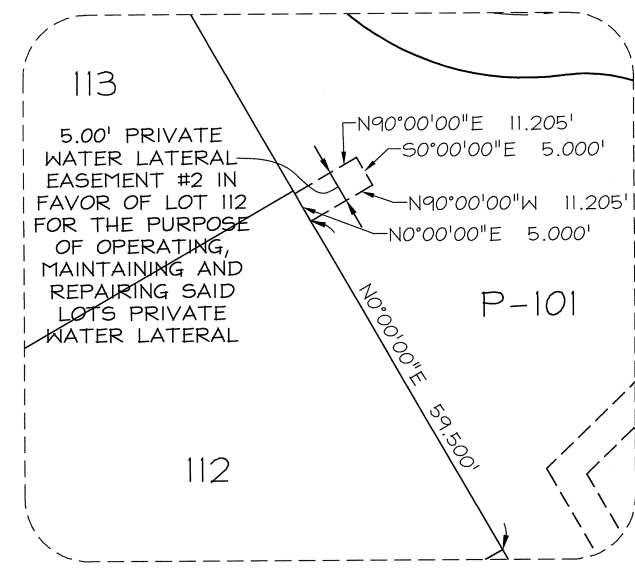 113
5.00' PRIVATE
WATER LATERAL
EASEMENT #2 IN
FAVOR OF LOT 112
FOR THE PURPOSE
OF OPERATING,
MAINTAINING AND
REPAIRING SAID
LOTS PRIVATE
WATER LATERAL
N90°00'00"E 11.205'
S0°00'00"E 5.000'
N90°00'00"W 11.205'
N0°00'00"E 5.000'
P-101
N0°00'00"E 59.500'
112